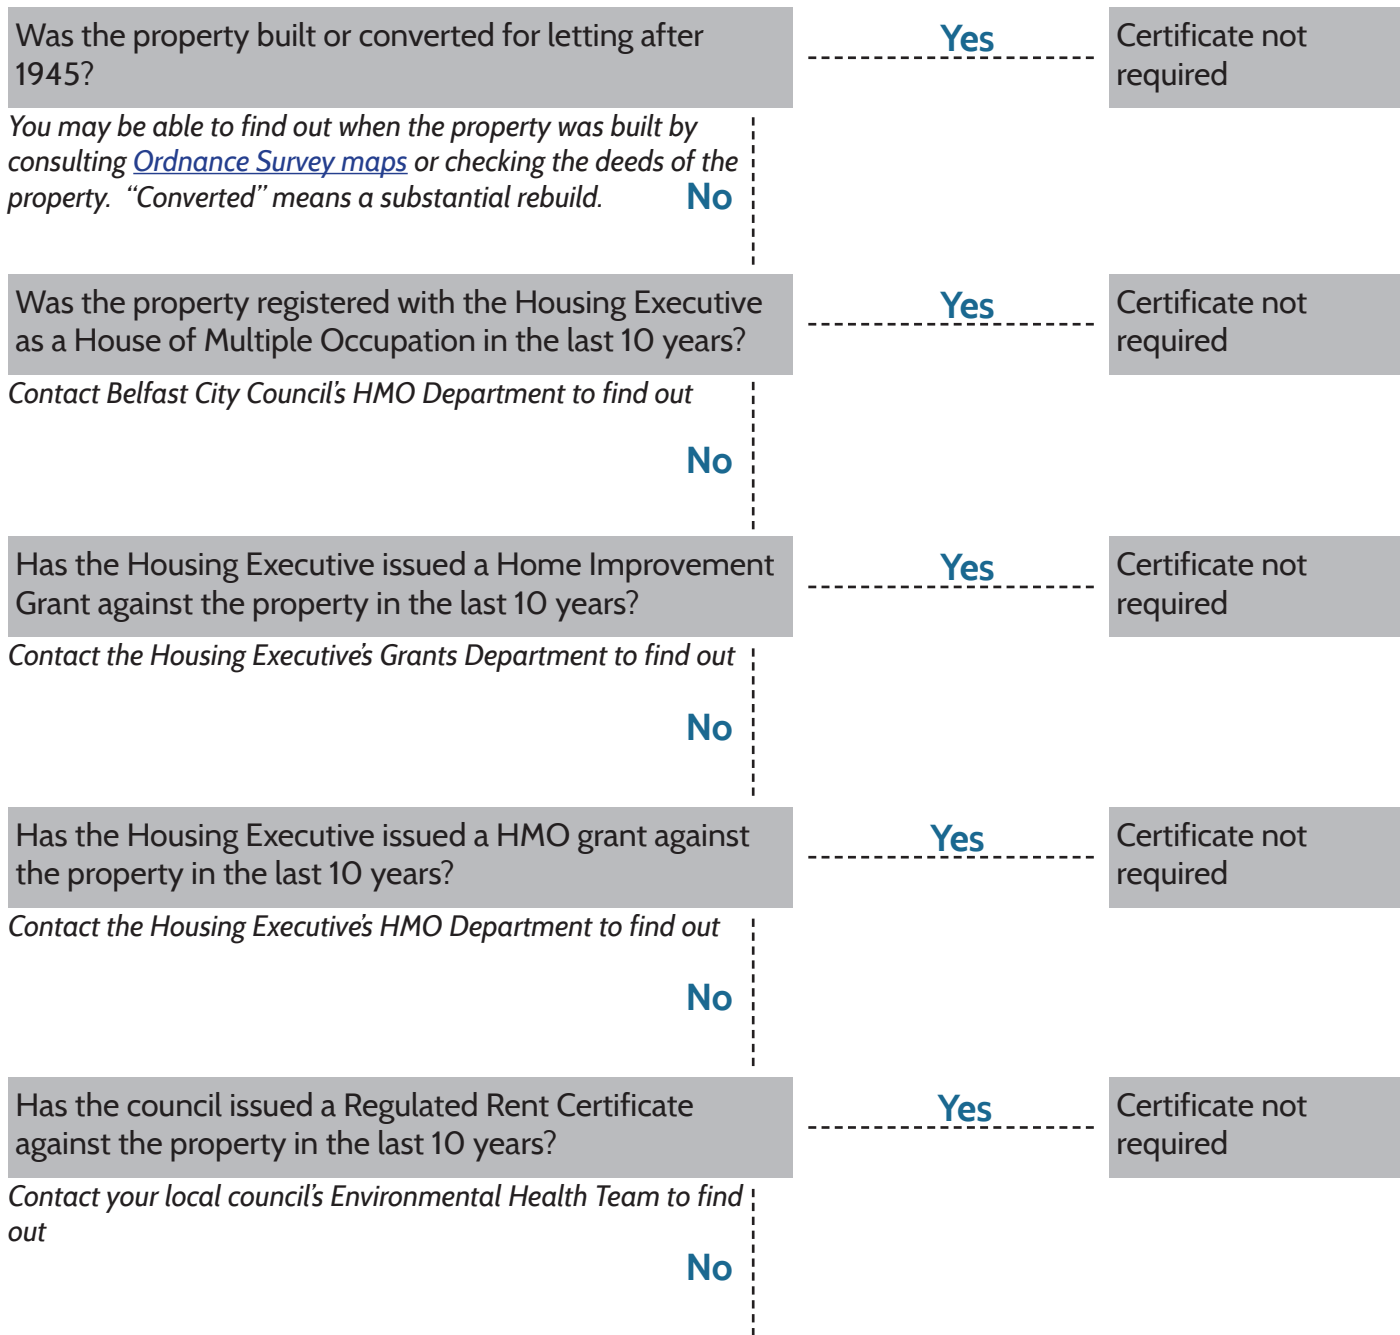 Was the property built or converted for letting after
1945?
Yes
Certificate not
required
You may be able to find out when the property was built by
consulting Ordnance Survey maps or checking the deeds of the
property.  “Converted” means a substantial rebuild.
No
Was the property registered with the Housing Executive
as a House of Multiple Occupation in the last 10 years?
Yes
Certificate not
required
Contact Belfast City Council’s HMO Department to find out
No
Has the Housing Executive issued a Home Improvement
Grant against the property in the last 10 years?
Yes
Certificate not
required
Contact the Housing Executive’s Grants Department to find out
No
Has the Housing Executive issued a HMO grant against
the property in the last 10 years?
Yes
Certificate not
required
Contact the Housing Executive’s HMO Department to find out
No
Has the council issued a Regulated Rent Certificate
against the property in the last 10 years?
Yes
Certificate not
required
Contact your local council’s Environmental Health Team to find
out
No